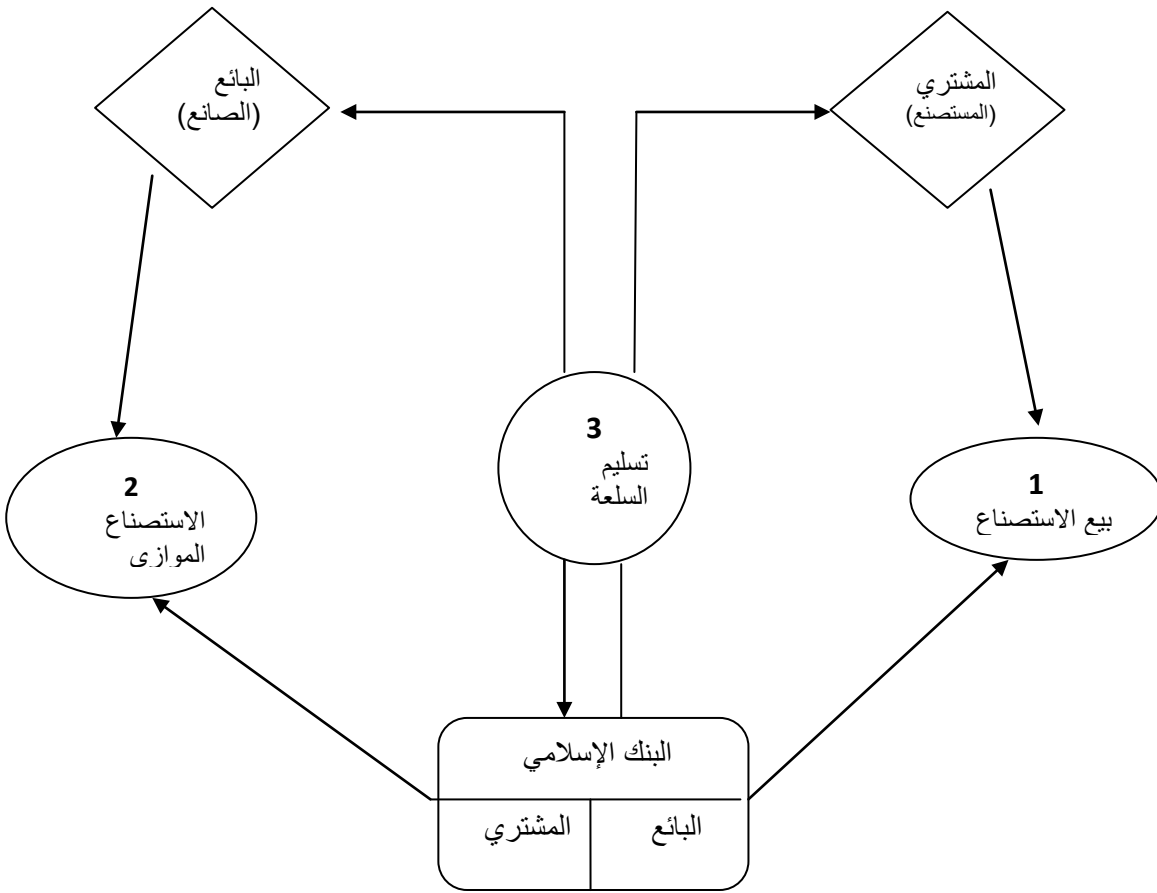 المشتري
(المستصنع)
البائع
(الصانع)
3
تسليم
السلعة
1
بيع الاستصناع
2
الاستصناع
الموازي
البنك الإسلامي
البائع
المشتري